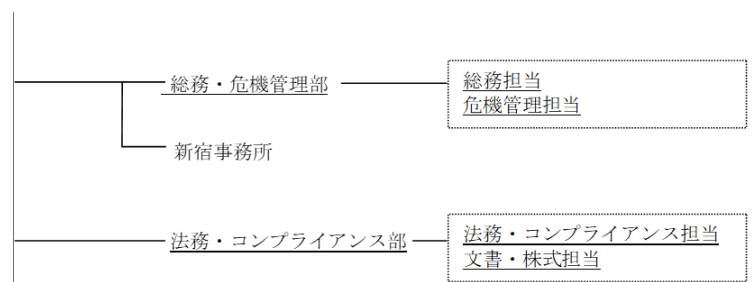 総務・危機管理部
総務担当
危機管理担当
新宿事務所
法務・コンプライアンス部
法務・コンプライアンス担当
文書・株式担当